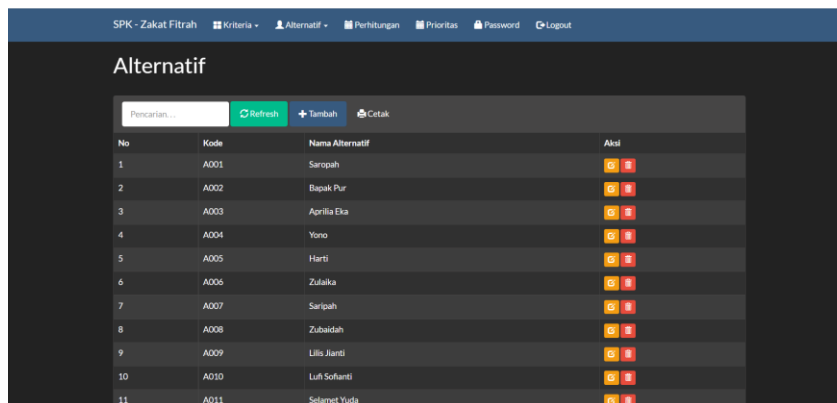 SPK - Zakat Fitrah Kriteria Alternatif Perhitungan Prioritas Password Logout
Alternatif
Pencarian... Refresh Tambah Cetak
No Kode Nama Alternatif Aksi
1 A001 Saropah
2 A002 Bapak Pur
3 A003 Aprilia Eka
4 A004 Yono
5 A005 Harti
6 A006 Zulaika
7 A007 Saripah
8 A008 Zubaidah
9 A009 Lilis Jianti
10 A010 Lufi Sofianti
11 A011 Selamet Yuda